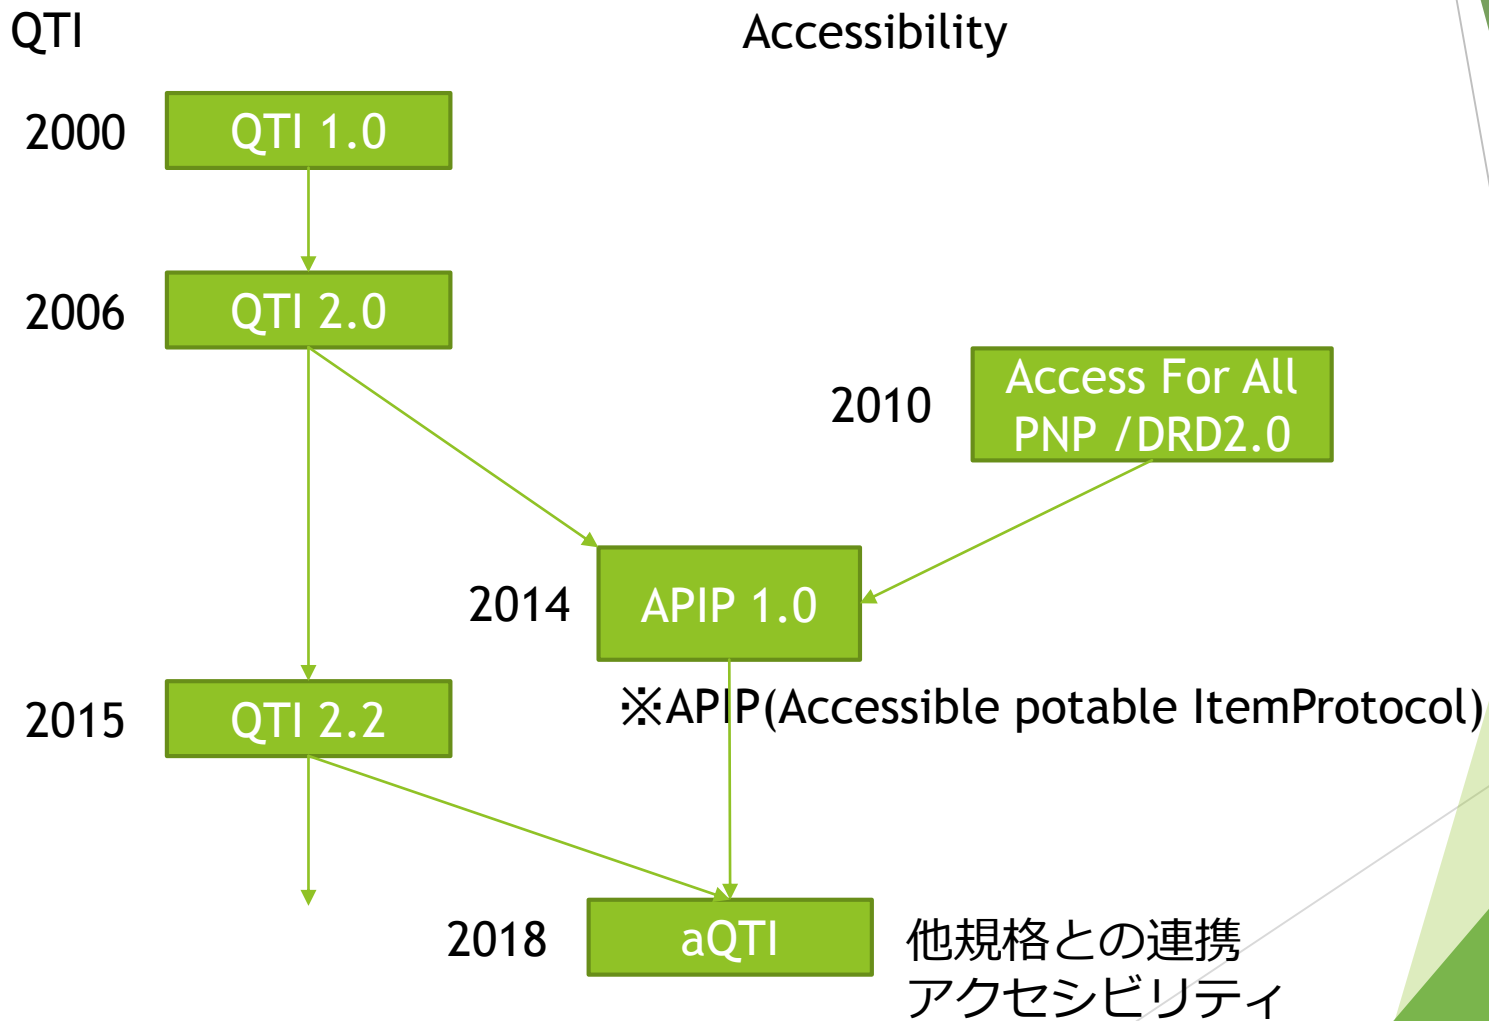 QTI
Accessibility
2000
QTI 1.0
2006
QTI 2.0
2010
Access For All
PNP /DRD2.0
2014
APIP 1.0
※APIP(Accessible potable ItemProtocol)
2015
QTI 2.2
2018
aQTI
他規格との連携
アクセシビリティ